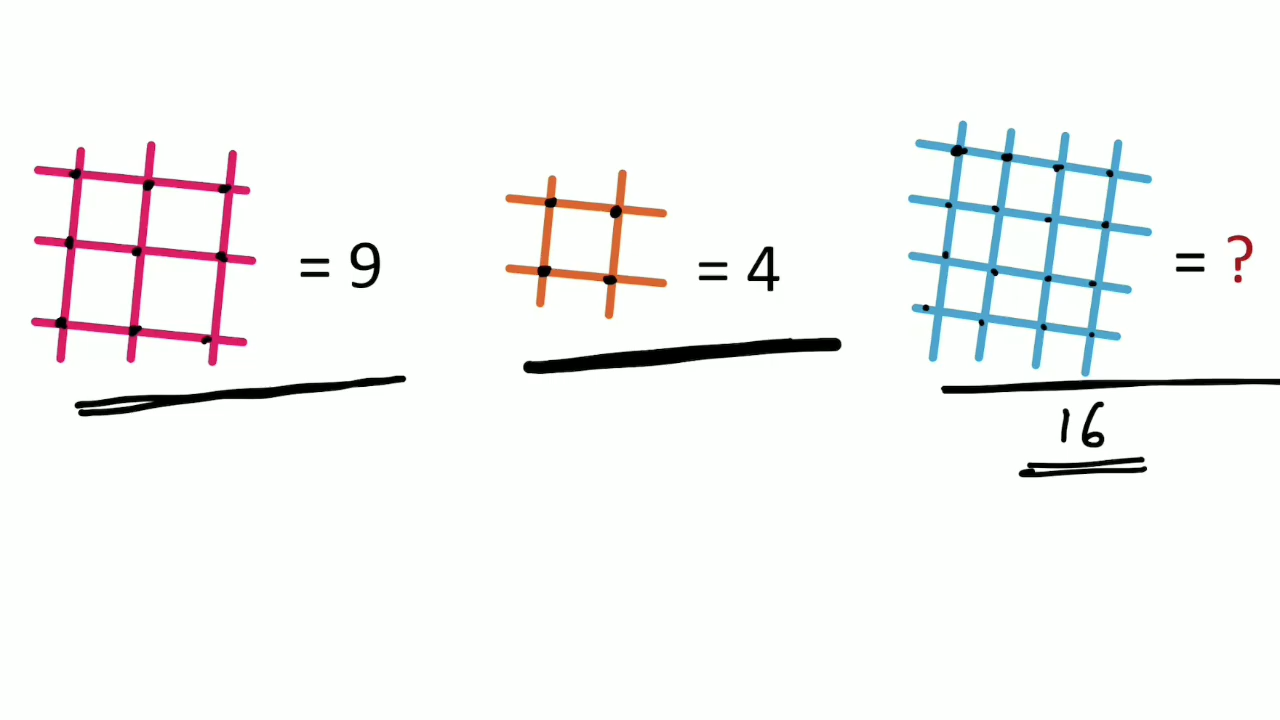 = 9
= 4
= ?
16